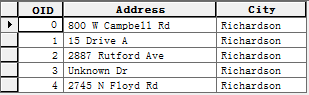 OID Address City
0 800 W Campbell Rd Richardson
1 15 Drive A Richardson
2 2887 Rutford Ave Richardson
3 Unknown Dr Richardson
4 2745 N Floyd Rd Richardson